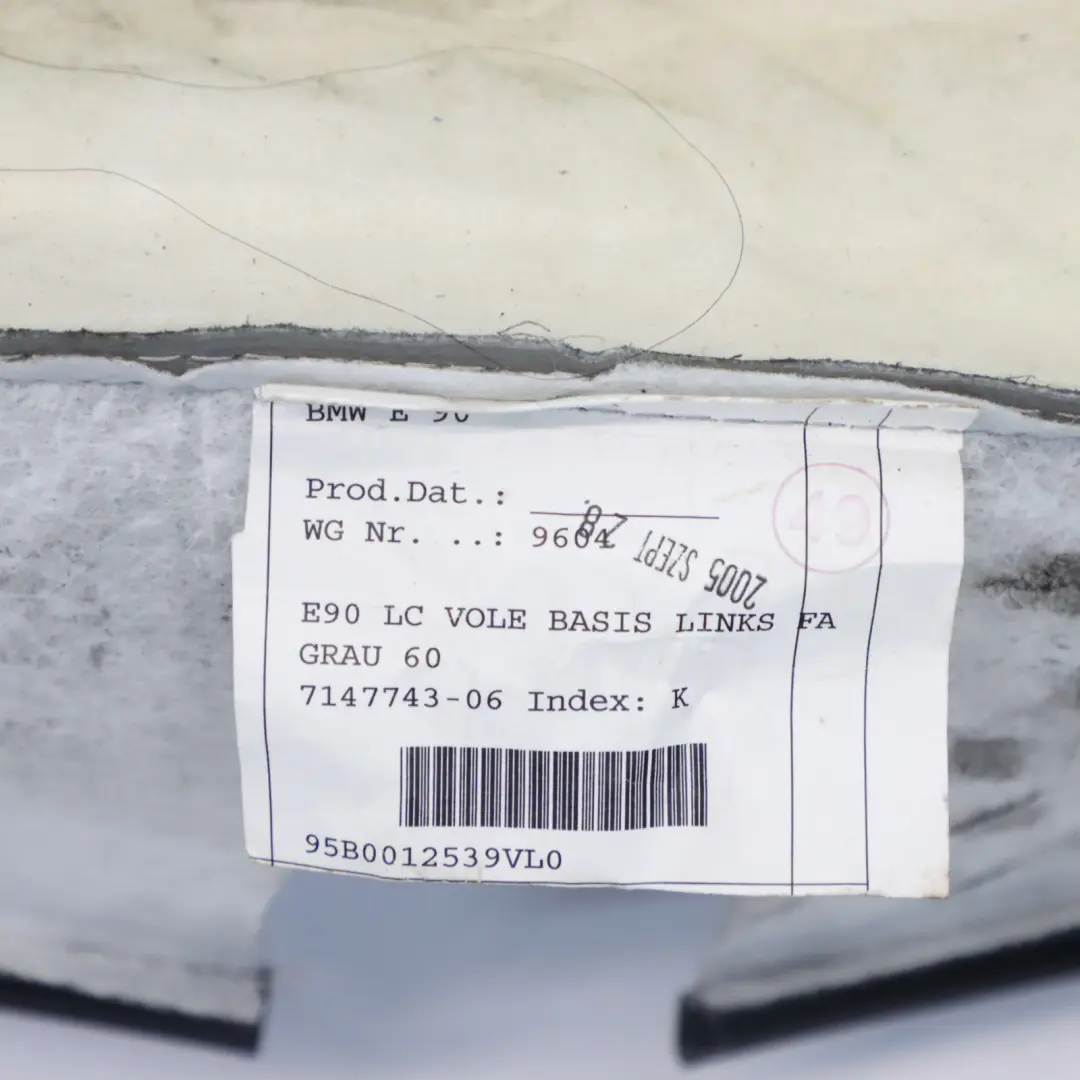 BMW E 90
Prod.Dat.:
WG Nr. ..: 9604
2005 SZEPT 28
E90 LC VOLE BASIS LINKS FA
GRAU 60
7147743-06 Index: K
95B0012539VL0